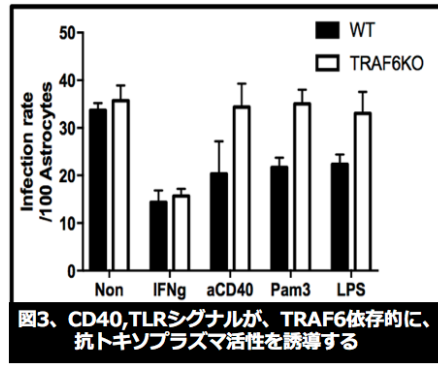 50
40
30
20
10
0
Infection rate
/100 Astrocytes
WT
TRAF6KO
Non IFNg aCD40 Pam3 LPS
図3、CD40,TLRシグナルが、TRAF6依存的に、
抗トキソプラズマ活性を誘導する